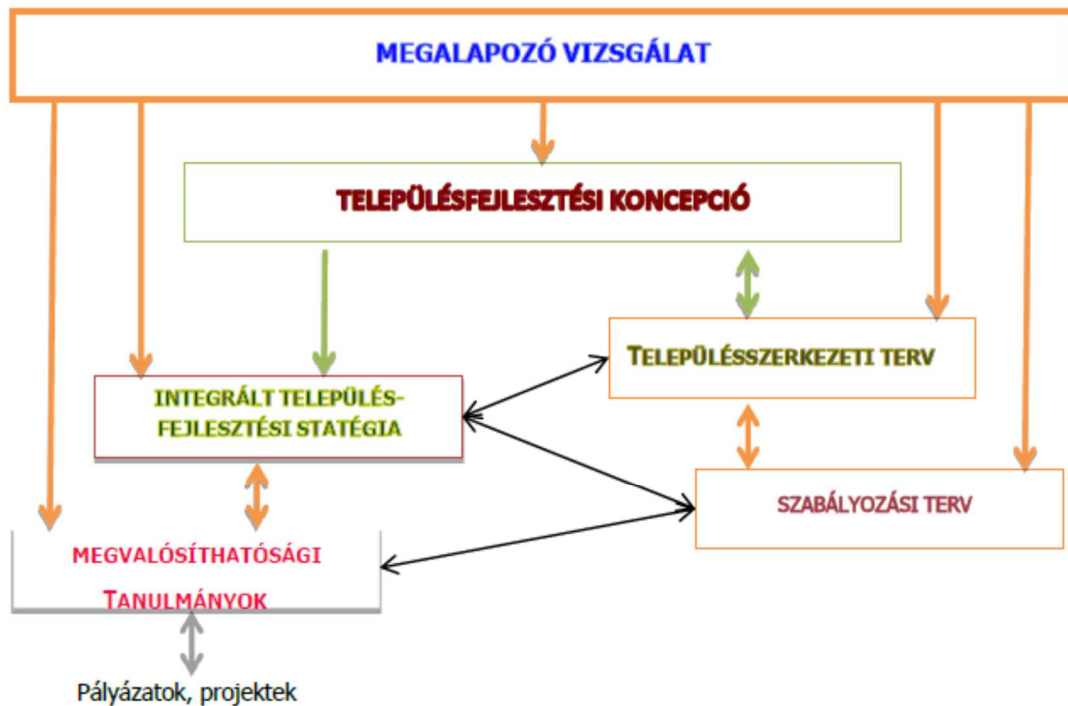 MEGALAPOZÓ VIZSGÁLAT
TELEPÜLÉSFEJLESZTÉSI KONCEPCIÓ
TELEPÜLÉSSZERKEZETI TERV
INTEGRÁLT TELEPÜLÉS-
FEJLESZTÉSI STATÉGIA
SZABÁLYOZÁSI TERV
MEGVALÓSÍTHATÓSÁGI
TANULMÁNYOK
Pályázatok, projektek